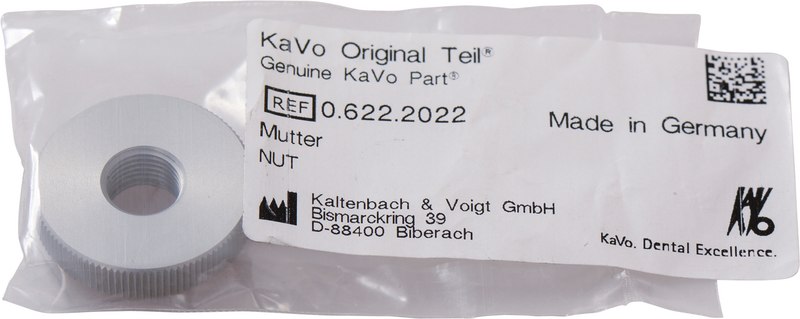 KaVo Original Teil®
Genuine KaVo Part®
REF 0.622.2022
Made in Germany
Mutter
NUT
Kaltenbach & Voigt GmbH
Bismarckring 39
D-88400 Biberach
KaVo
KaVo. Dental Excellence.